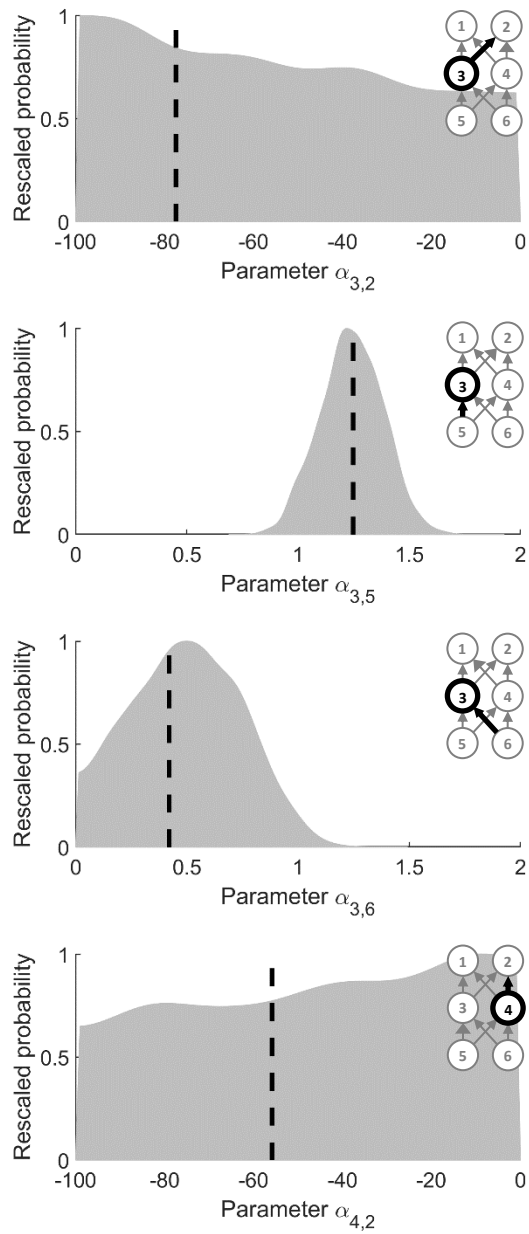 Rescaled probability
1
0.5
0
-100 -80 -60 -40 -20 0
Parameter α3,2
1 2
3 4
5 6
Rescaled probability
1
0.5
0
0 0.5 1 1.5 2
Parameter α3,5
1 2
3 4
5 6
Rescaled probability
1
0.5
0
0 0.5 1 1.5 2
Parameter α3,6
1 2
3 4
5 6
Rescaled probability
1
0.5
0
-100 -80 -60 -40 -20 0
Parameter α4,2
1 2
3 4
5 6